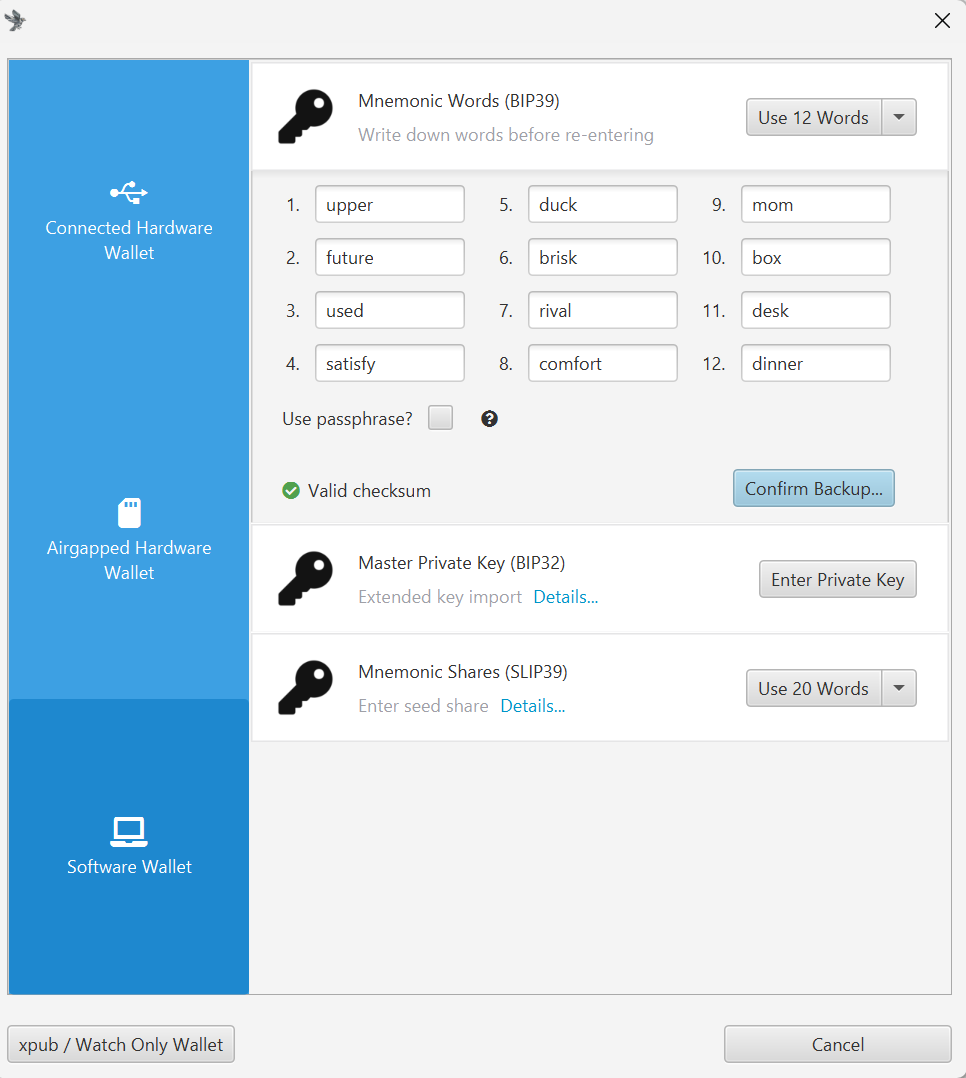 Connected Hardware
Wallet
Airgapped Hardware
Wallet
Software Wallet
Mnemonic Words (BIP39)
Write down words before re-entering
Use 12 Words
1. upper
2. future
3. used
4. satisfy
5. duck
6. brisk
7. rival
8. comfort
9. mom
10. box
11. desk
12. dinner
Use passphrase? ?
Valid checksum
Confirm Backup...
Master Private Key (BIP32)
Extended key import Details...
Enter Private Key
Mnemonic Shares (SLIP39)
Enter seed share Details...
Use 20 Words
xpub / Watch Only Wallet
Cancel